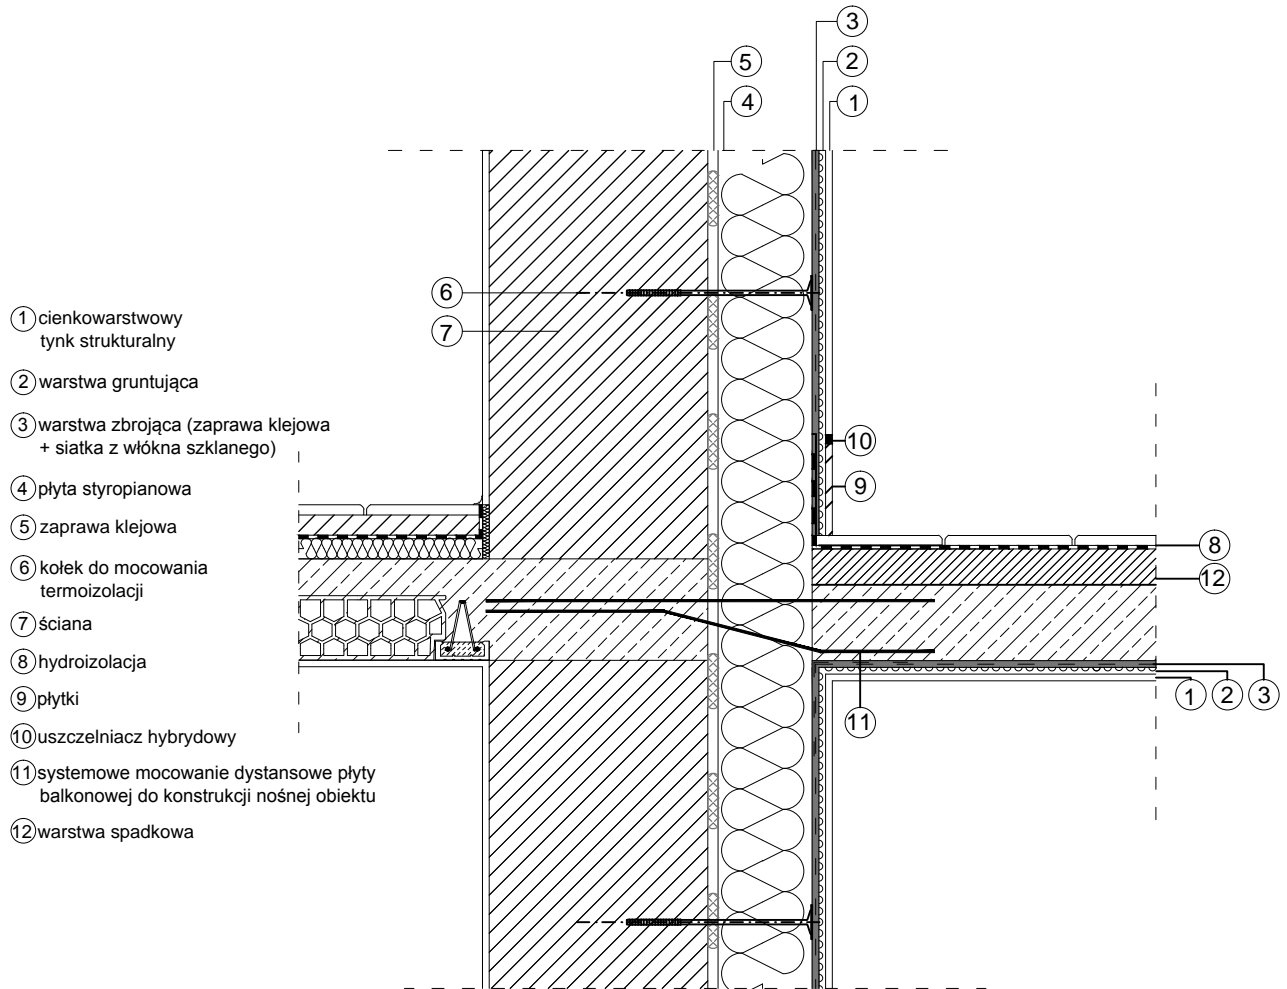 3
2
1
5
4
6
7
10
9
8
12
1
2
3
11
1 cienkowarstwowy
tynk strukturalny
2 warstwa gruntująca
3 warstwa zbrojąca (zaprawa klejowa
+ siatka z włókna szklanego)
4 płyta styropianowa
5 zaprawa klejowa
6 kołek do mocowania
termoizolacji
7 ściana
8 hydroizolacja
9 płytki
10 uszczelniacz hybrydowy
11 systemowe mocowanie dystansowe płyty
balkonowej do konstrukcji nośnej obiektu
12 warstwa spadkowa